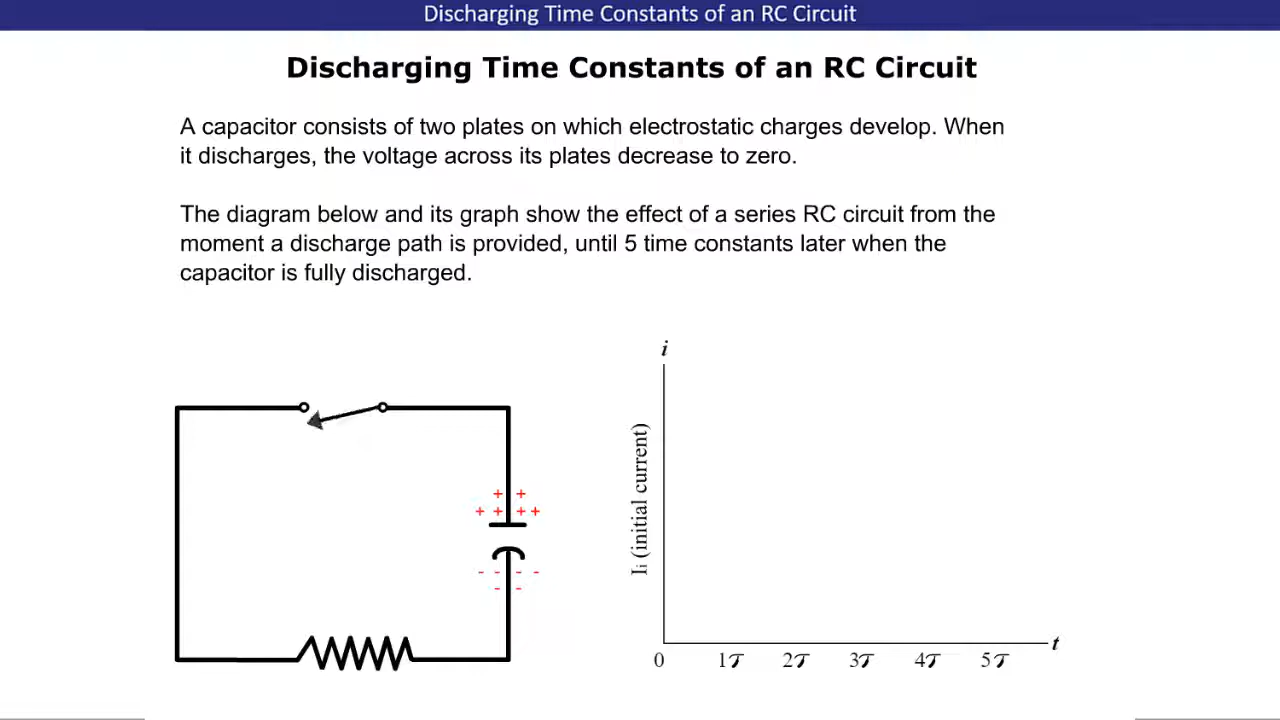 Discharging Time Constants of an RC Circuit
Discharging Time Constants of an RC Circuit
A capacitor consists of two plates on which electrostatic charges develop. When
it discharges, the voltage across its plates decrease to zero.
The diagram below and its graph show the effect of a series RC circuit from the
moment a discharge path is provided, until 5 time constants later when the
capacitor is fully discharged.
i
Ii (initial current)
+ +
+ + + +
- - - -
- -
t
0 1𝜏 2𝜏 3𝜏 4𝜏 5𝜏